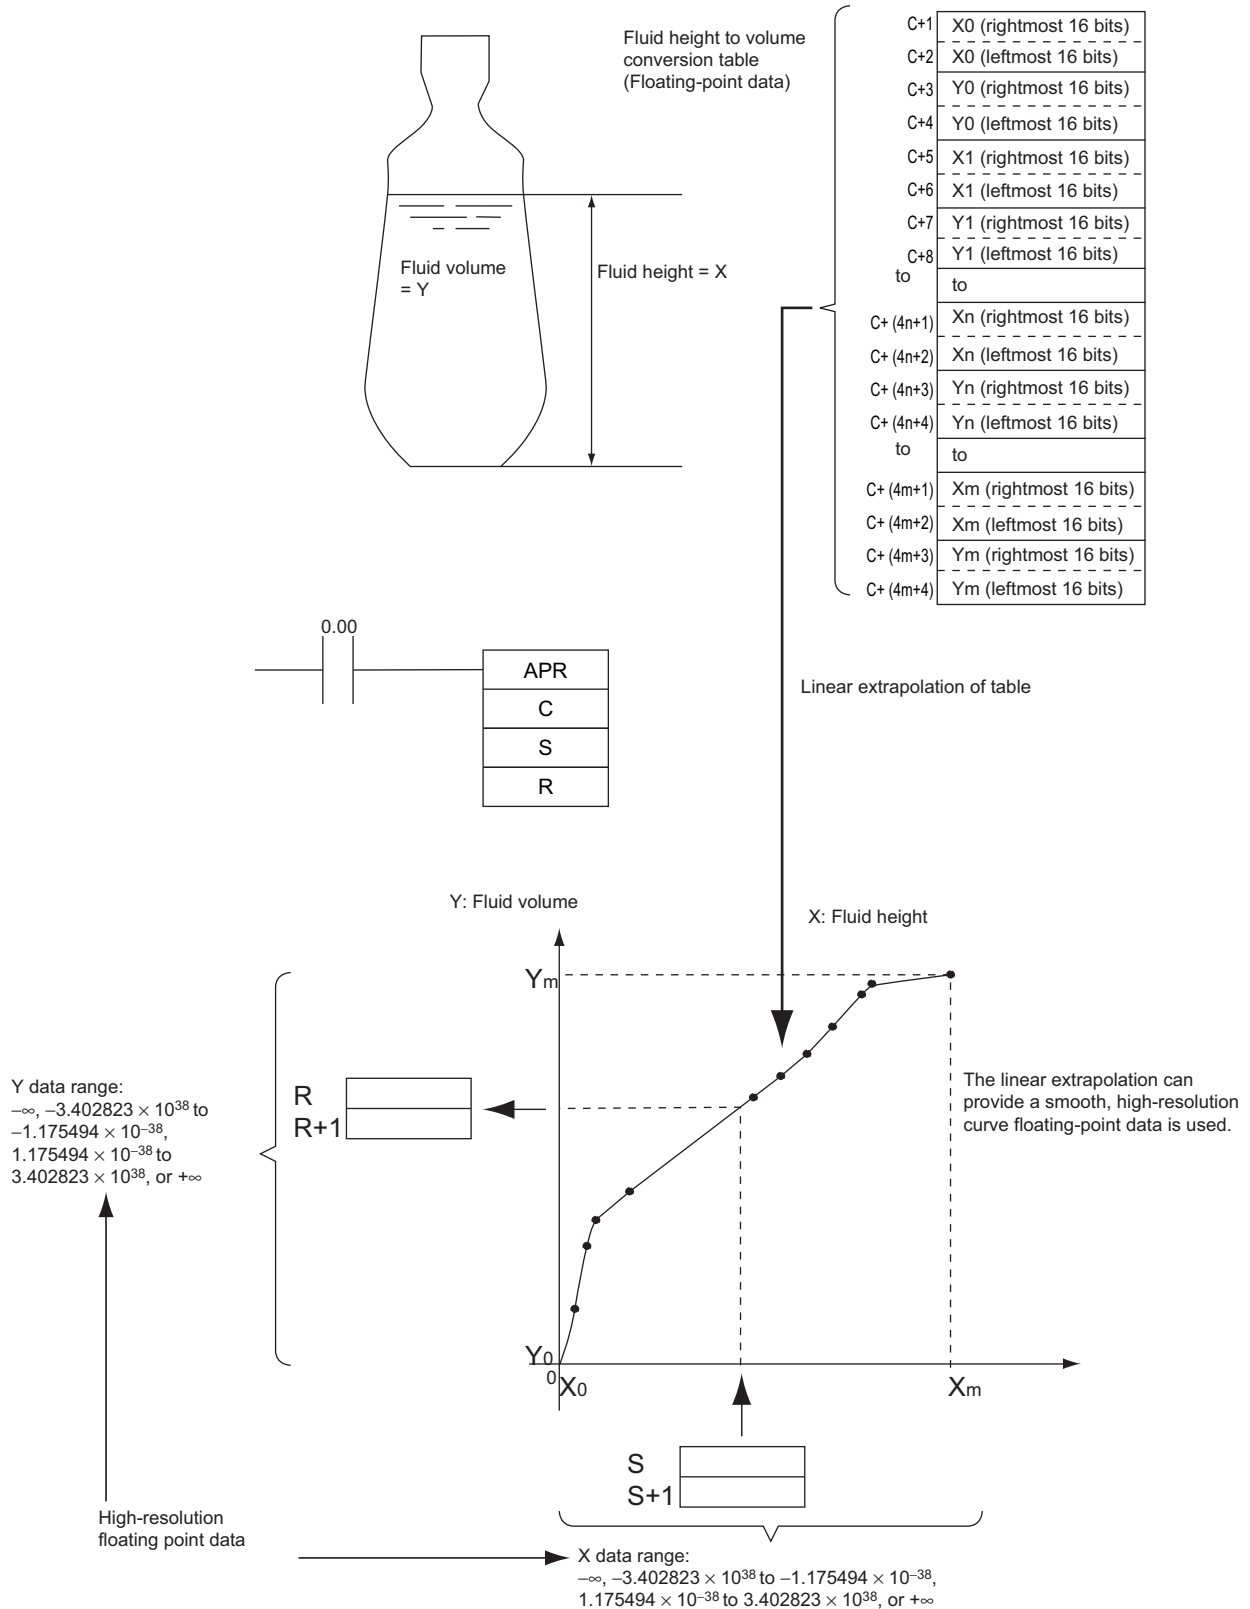 Fluid height to volume
conversion table
(Floating-point data)
C+1 X0 (rightmost 16 bits)
C+2 X0 (leftmost 16 bits)
C+3 Y0 (rightmost 16 bits)
C+4 Y0 (leftmost 16 bits)
C+5 X1 (rightmost 16 bits)
C+6 X1 (leftmost 16 bits)
C+7 Y1 (rightmost 16 bits)
C+8 Y1 (leftmost 16 bits)
to to
C+ (4n+1) Xn (rightmost 16 bits)
C+ (4n+2) Xn (leftmost 16 bits)
C+ (4n+3) Yn (rightmost 16 bits)
C+ (4n+4) Yn (leftmost 16 bits)
to to
C+ (4m+1) Xm (rightmost 16 bits)
C+ (4m+2) Xm (leftmost 16 bits)
C+ (4m+3) Ym (rightmost 16 bits)
C+ (4m+4) Ym (leftmost 16 bits)
Fluid volume
= Y
Fluid height = X
0.00
APR
C
S
R
Linear extrapolation of table
Y: Fluid volume
X: Fluid height
Ym
Y data range:
−∞, −3.402823 × 10³⁸ to
−1.175494 × 10⁻³⁸,
1.175494 × 10⁻³⁸ to
3.402823 × 10³⁸, or +∞
R
R+1
The linear extrapolation can
provide a smooth, high-resolution
curve floating-point data is used.
Y0
0
X0
Xm
S
S+1
High-resolution
floating point data
X data range:
−∞, −3.402823 × 10³⁸ to −1.175494 × 10⁻³⁸,
1.175494 × 10⁻³⁸ to 3.402823 × 10³⁸, or +∞